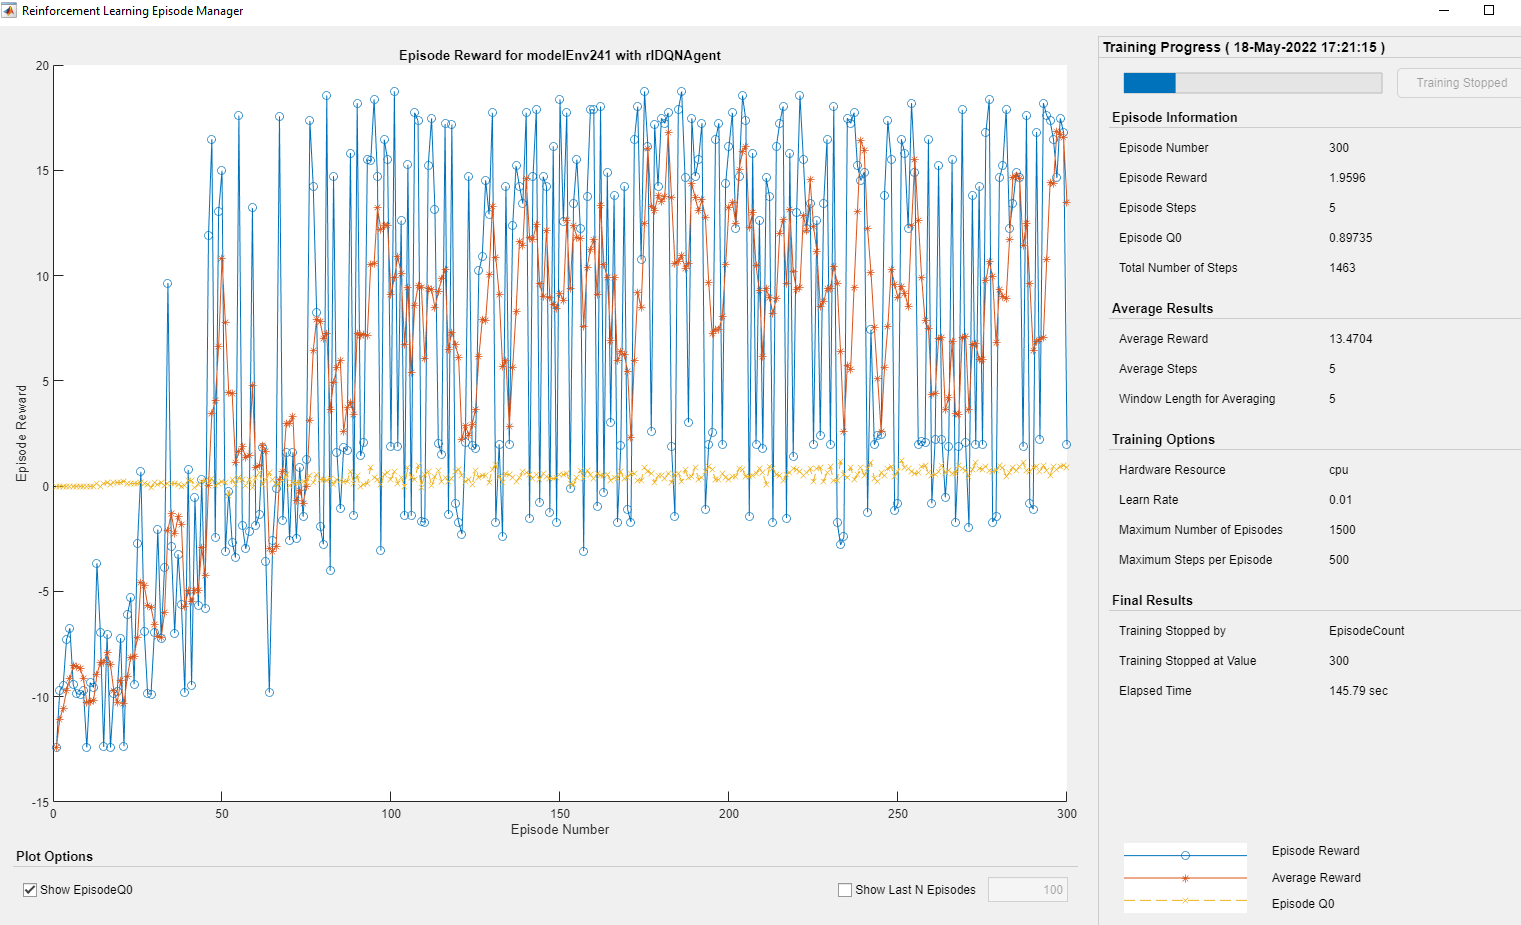 Reinforcement Learning Episode Manager
Episode Reward for modelEnv241 with rlDQNAgent
20
15
10
5
0
-5
-10
-15
0 50 100 150 200 250 300
Episode Reward
Episode Number
Plot Options
Show EpisodeQ0
Show Last N Episodes 100
Training Progress ( 18-May-2022 17:21:15 )
Training Stopped
Episode Information
Episode Number 300
Episode Reward 1.9596
Episode Steps 5
Episode Q0 0.89735
Total Number of Steps 1463
Average Results
Average Reward 13.4704
Average Steps 5
Window Length for Averaging 5
Training Options
Hardware Resource cpu
Learn Rate 0.01
Maximum Number of Episodes 1500
Maximum Steps per Episode 500
Final Results
Training Stopped by EpisodeCount
Training Stopped at Value 300
Elapsed Time 145.79 sec
Episode Reward
Average Reward
Episode Q0